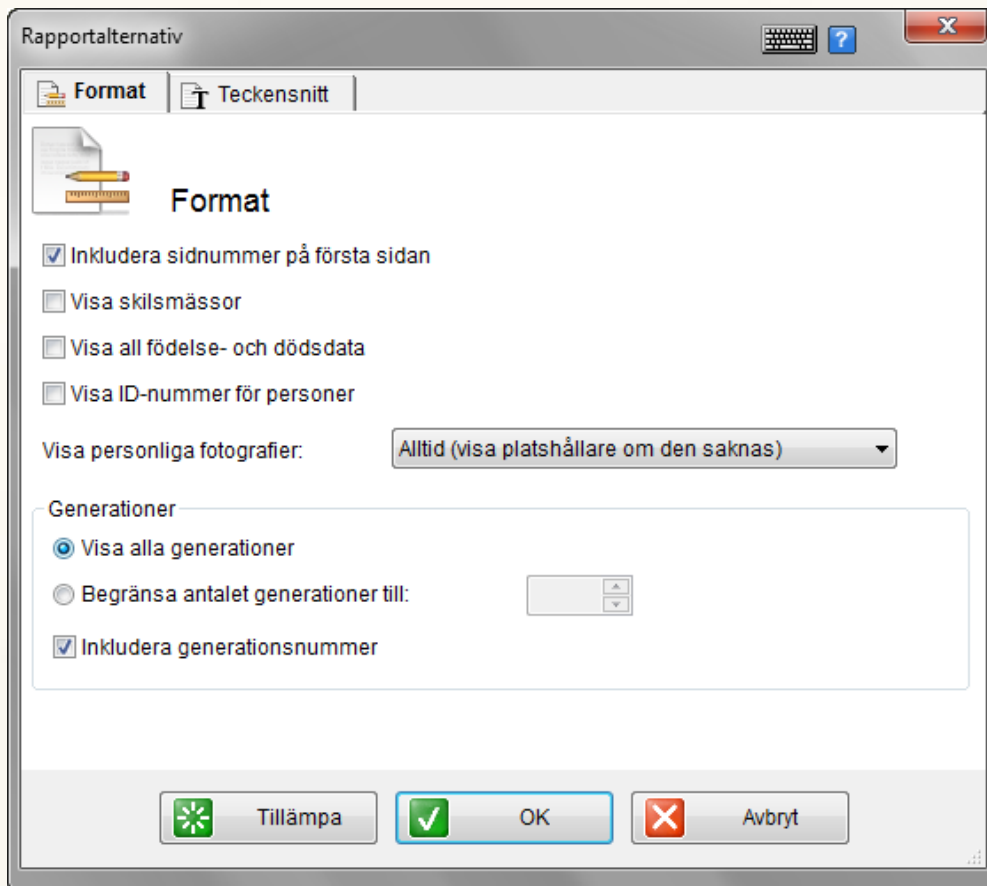 Rapportalternativ
?
Format
Teckensnitt
Format
Inkludera sidnummer på första sidan
Visa skilsmässor
Visa all födelse- och dödsdata
Visa ID-nummer för personer
Visa personliga fotografier: Alltid (visa platshållare om den saknas)
Generationer
Visa alla generationer
Begränsa antalet generationer till:
Inkludera generationsnummer
Tillämpa OK Avbryt